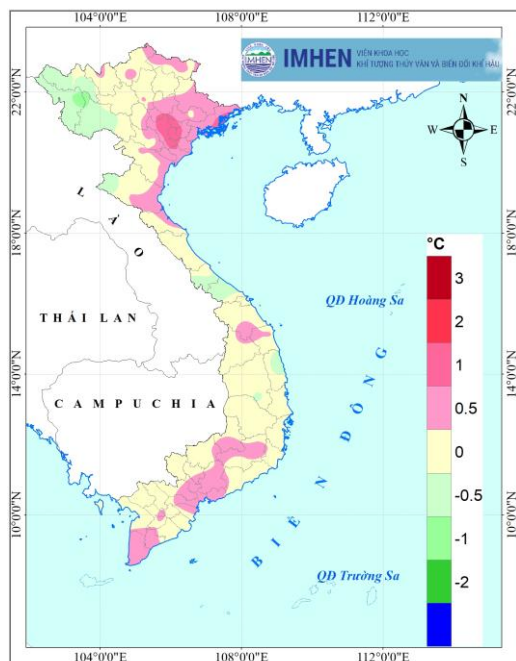 IMHEN
IMHEN
VIỆN KHOA HỌC
KHÍ TƯỢNG THỦY VĂN VÀ BIẾN ĐỔI KHÍ HẬU
104°0'0"E 108°0'0"E 112°0'0"E
22°0'0"N
22°0'0"N
N
W E
S
LÀO
18°0'0"N
18°0'0"N
°C
3
2
1
0.5
0
-0.5
-1
-2
QĐ Hoàng Sa
THÁI LAN
14°0'0"N
14°0'0"N
CAMPUCHIA
BIỂN ĐÔNG
10°0'0"N
10°0'0"N
QĐ Trường Sa
104°0'0"E 108°0'0"E 112°0'0"E